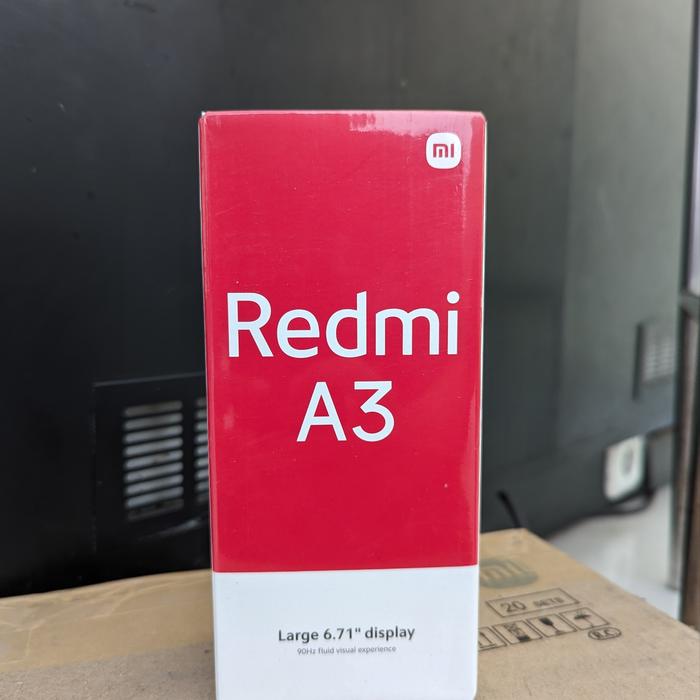 mi
Redmi
A3
Large 6.71" display
90Hz fluid visual experience
mi
20 SETS